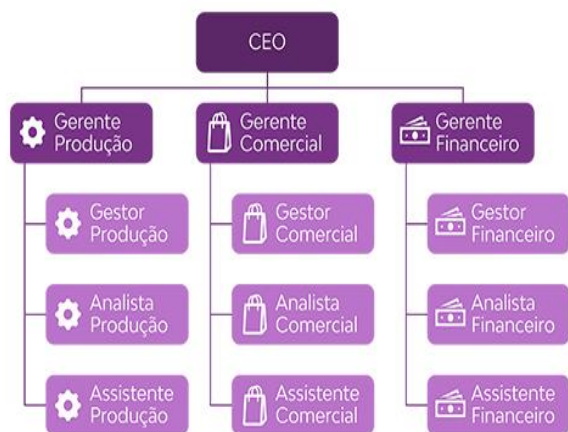 CEO
Gerente
Produção
Gerente
Comercial
Gerente
Financeiro
Gestor
Produção
Gestor
Comercial
Gestor
Financeiro
Analista
Produção
Analista
Comercial
Analista
Financeiro
Assistente
Produção
Assistente
Comercial
Assistente
Financeiro